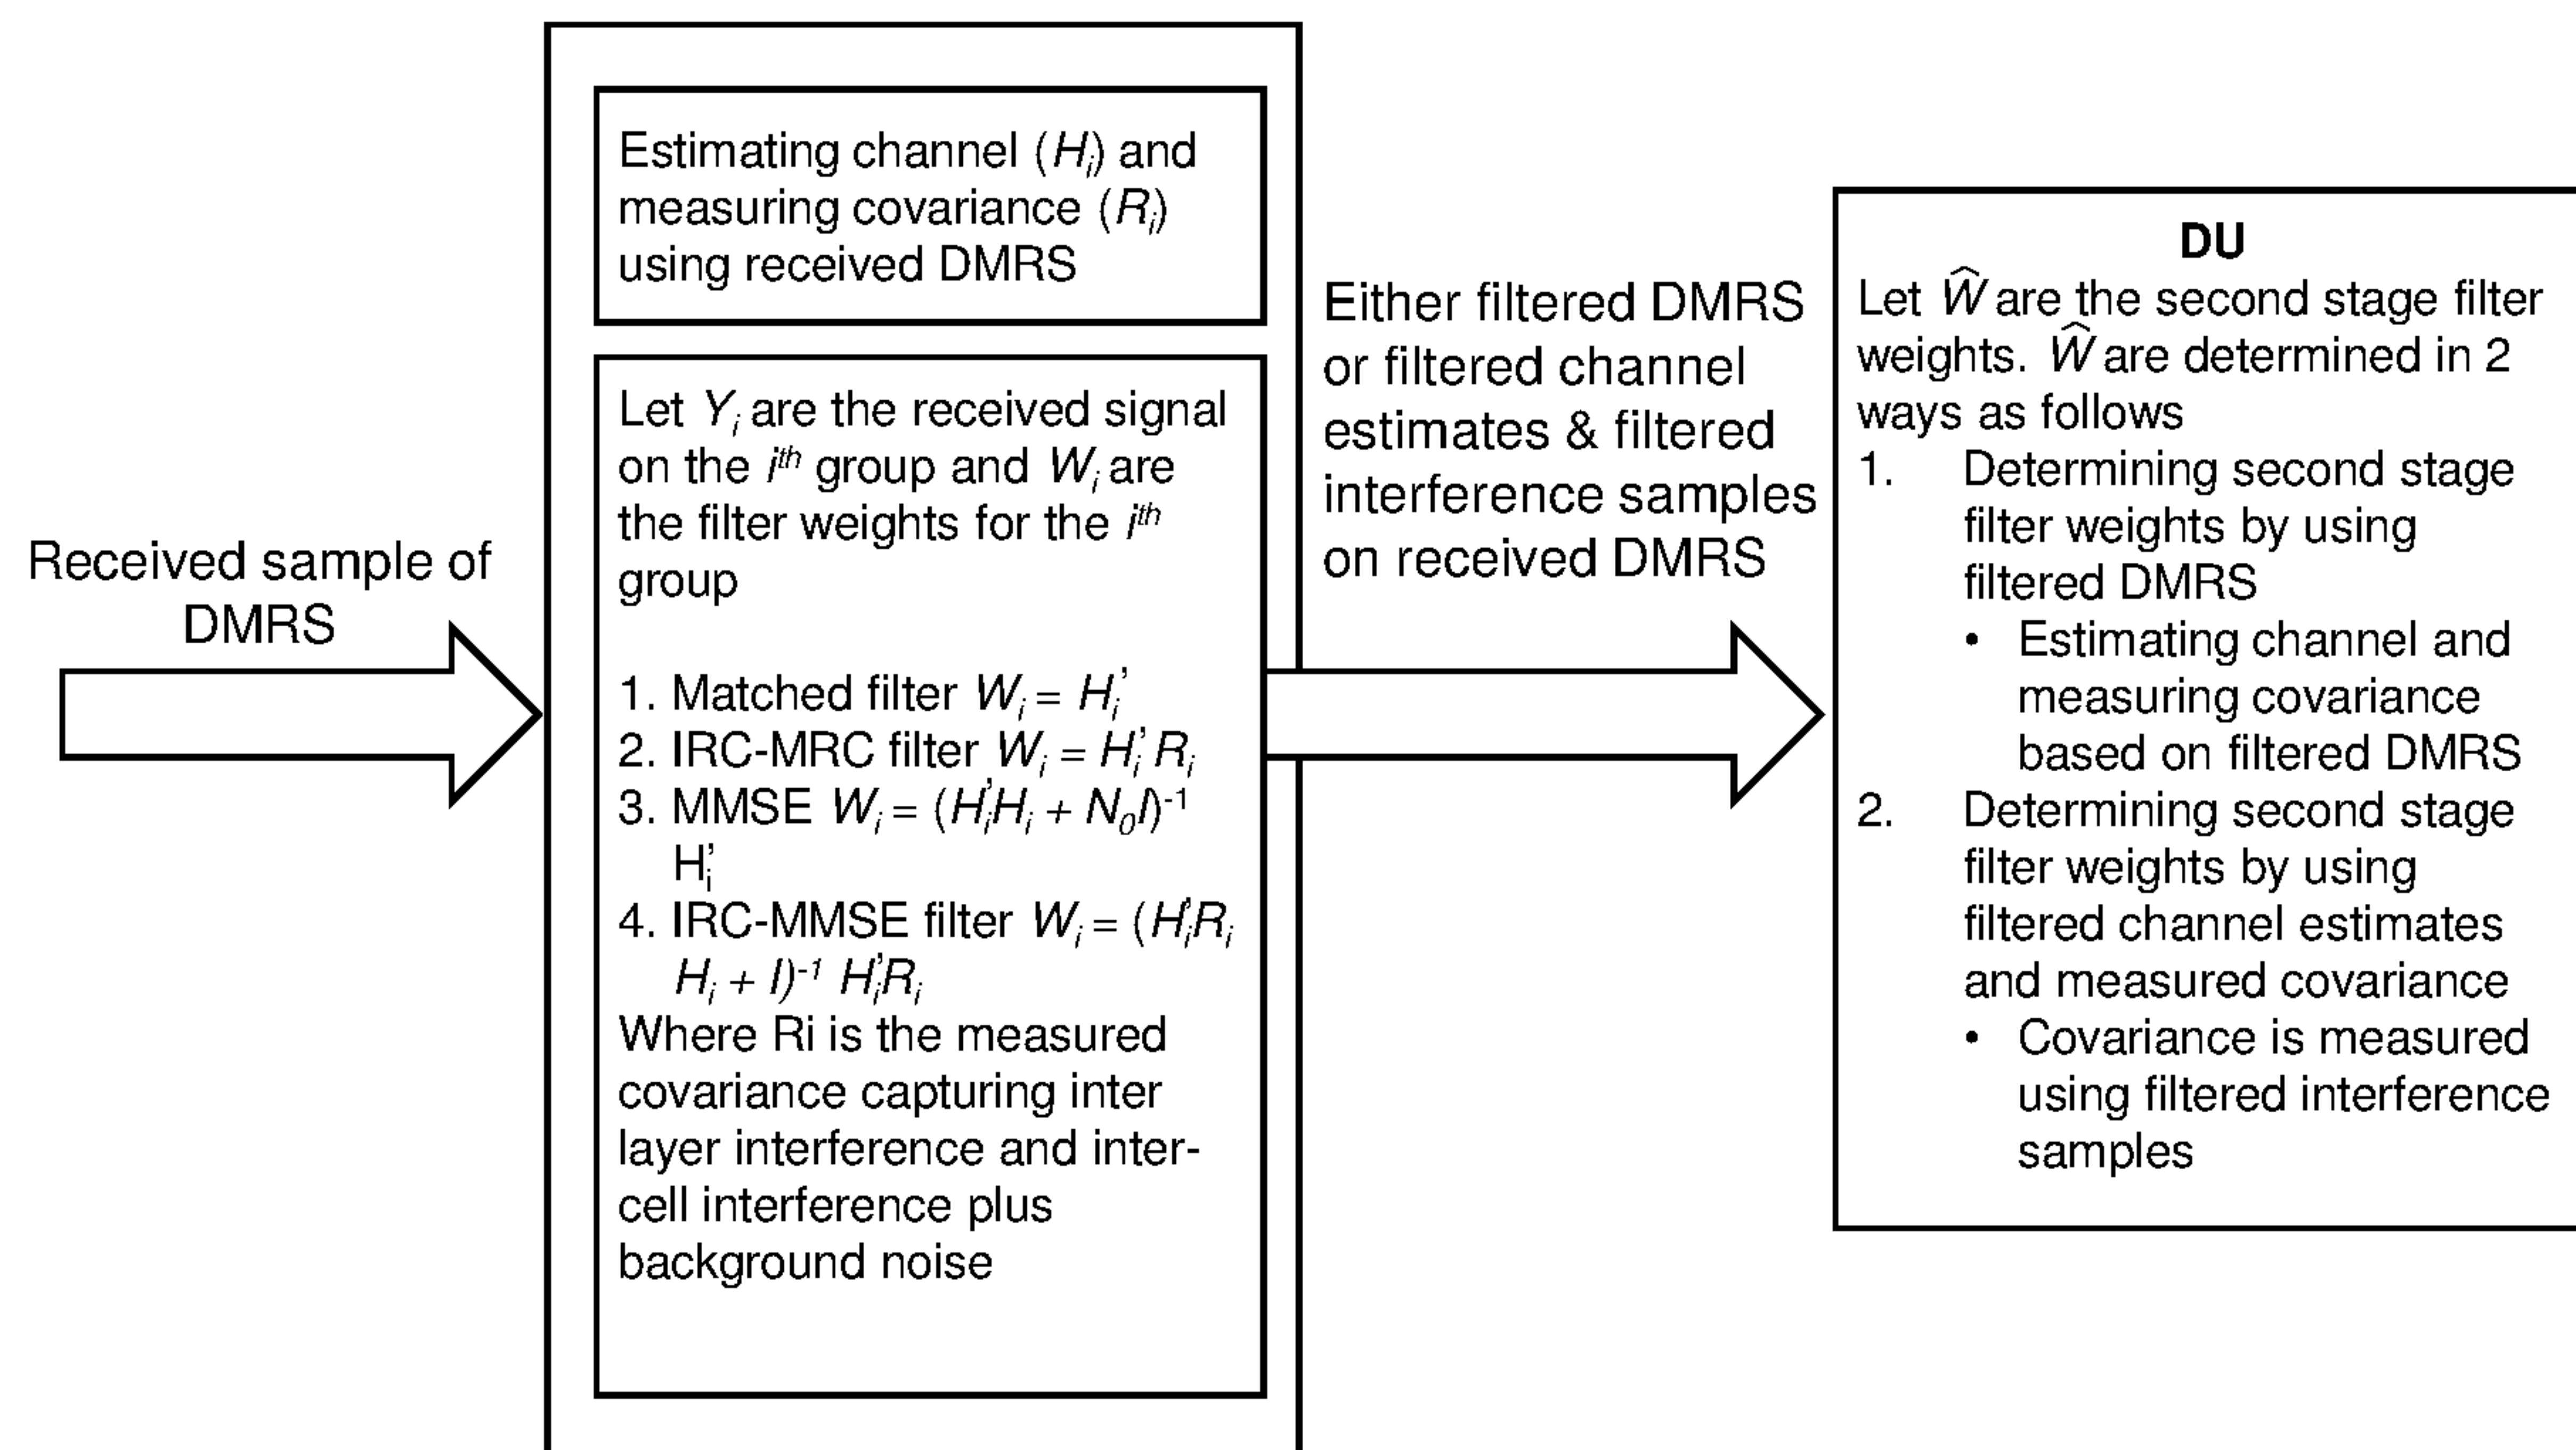 Received sample of
DMRS
Estimating channel (Hᵢ) and
measuring covariance (Rᵢ)
using received DMRS
Let Yᵢ are the received signal
on the iᵗʰ group and Wᵢ are
the filter weights for the iᵗʰ
group
1. Matched filter Wᵢ = Hᵢ'
2. IRC-MRC filter Wᵢ = Hᵢ'Rᵢ
3. MMSE Wᵢ = (Hᵢ'Hᵢ + N₀I)⁻¹
Hᵢ'
4. IRC-MMSE filter Wᵢ = (Hᵢ'Rᵢ
Hᵢ + I)⁻¹ Hᵢ'Rᵢ
Where Ri is the measured
covariance capturing inter
layer interference and inter-
cell interference plus
background noise
Either filtered DMRS
or filtered channel
estimates & filtered
interference samples
on received DMRS
DU
Let Ŵ are the second stage filter
weights. Ŵ are determined in 2
ways as follows
1. Determining second stage
filter weights by using
filtered DMRS
• Estimating channel and
measuring covariance
based on filtered DMRS
2. Determining second stage
filter weights by using
filtered channel estimates
and measured covariance
• Covariance is measured
using filtered interference
samples